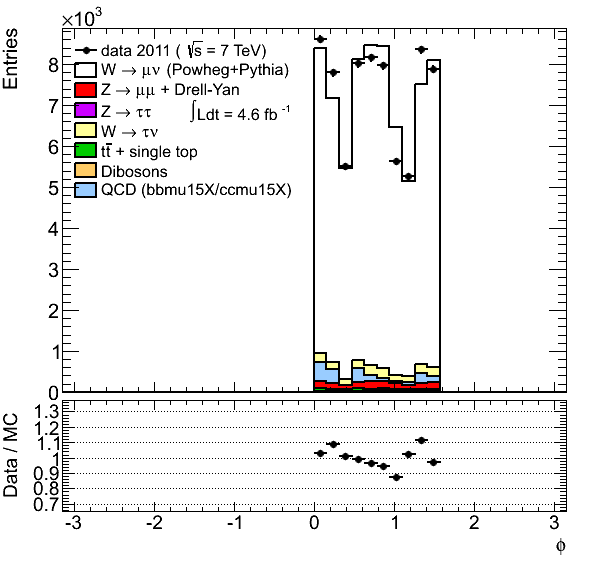 ×10³
Entries
data 2011 ( √s = 7 TeV)
W → μν (Powheg+Pythia)
Z → μμ + Drell-Yan
Z → ττ ∫Ldt = 4.6 fb ⁻¹
W → τν
tt̄ + single top
Dibosons
QCD (bbmu15X/ccmu15X)
8
7
6
5
4
3
2
1
0
Data / MC
1.3
1.2
1.1
1
0.9
0.8
0.7
-3 -2 -1 0 1 2 3
ϕ